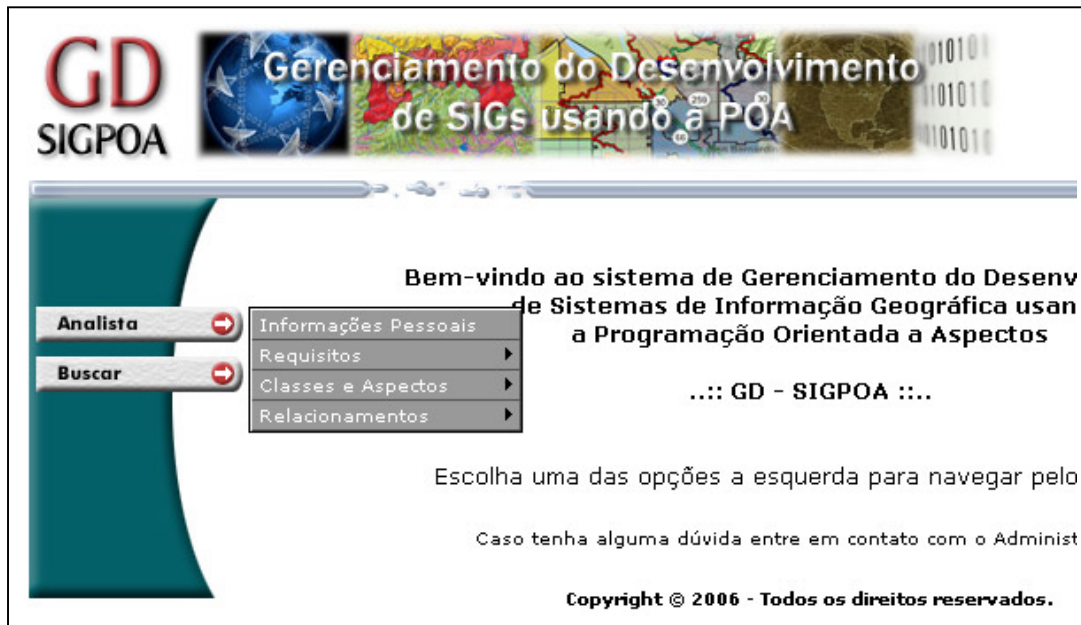 GD
SIGPOA
Gerenciamento do Desenvolvimento
de SIGs usando a POA
010101
101010
101010
Bem-vindo ao sistema de Gerenciamento do Desenv
de Sistemas de Informação Geográfica usan
a Programação Orientada a Aspectos
..:: GD - SIGPOA ::..
Analista
Buscar
Informações Pessoais
Requisitos
Classes e Aspectos
Relacionamentos
Escolha uma das opções a esquerda para navegar pelo
Caso tenha alguma dúvida entre em contato com o Administ
Copyright © 2006 - Todos os direitos reservados.